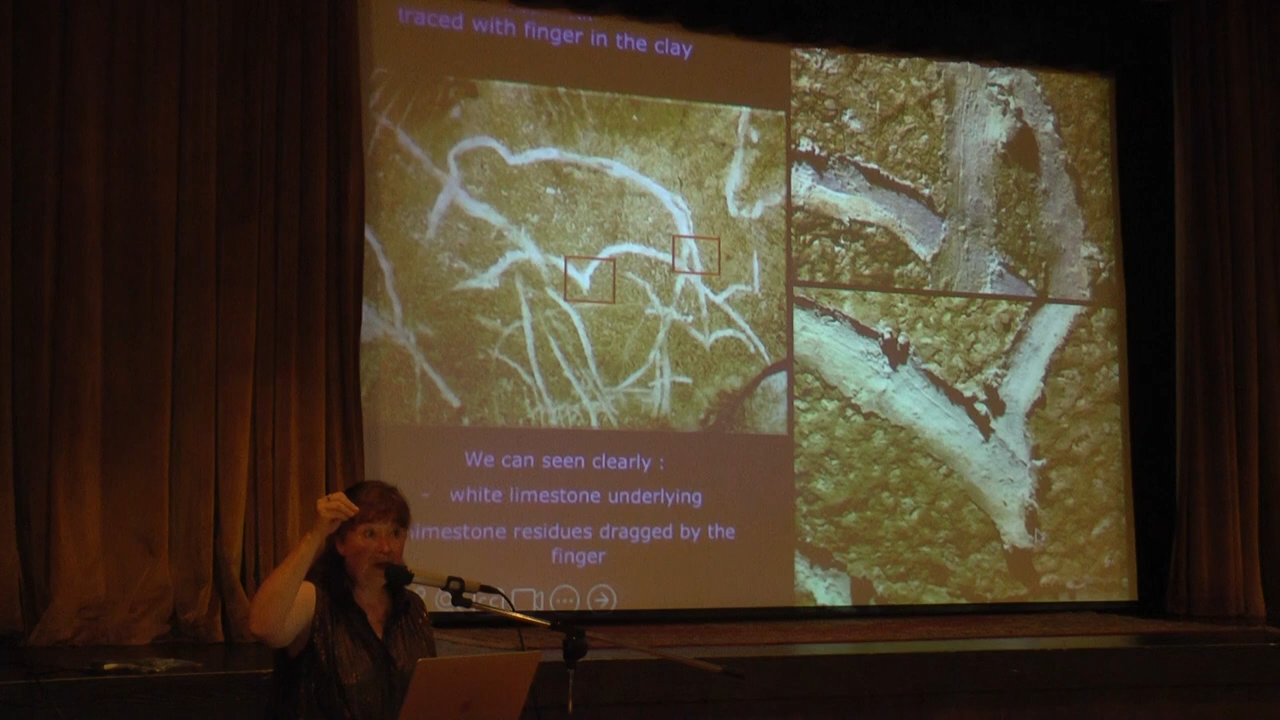 traced with finger in the clay
We can seen clearly :
- white limestone underlying
limestone residues dragged by the
finger